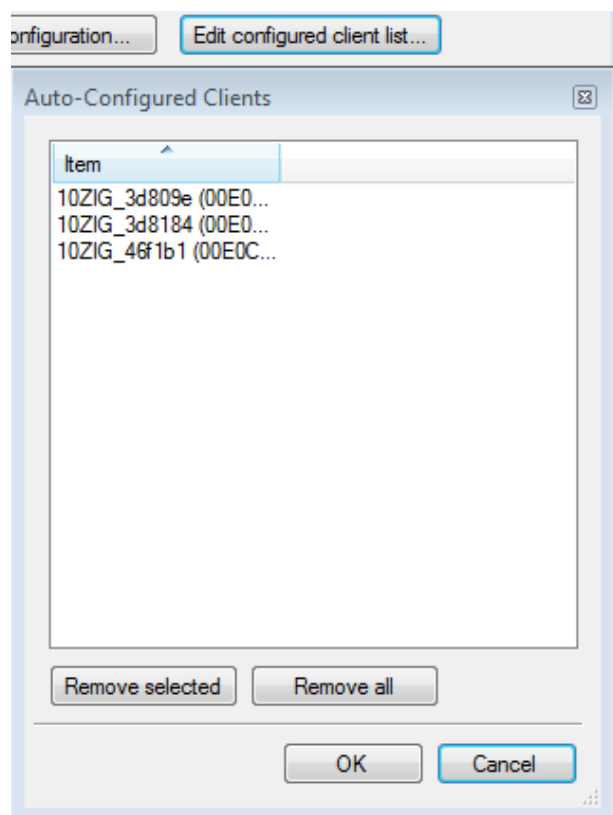 onfiguration... Edit configured client list...
Auto-Configured Clients
Item
10ZIG_3d809e (00E0...
10ZIG_3d8184 (00E0...
10ZIG_46f1b1 (00E0C...
Remove selected Remove all
OK Cancel